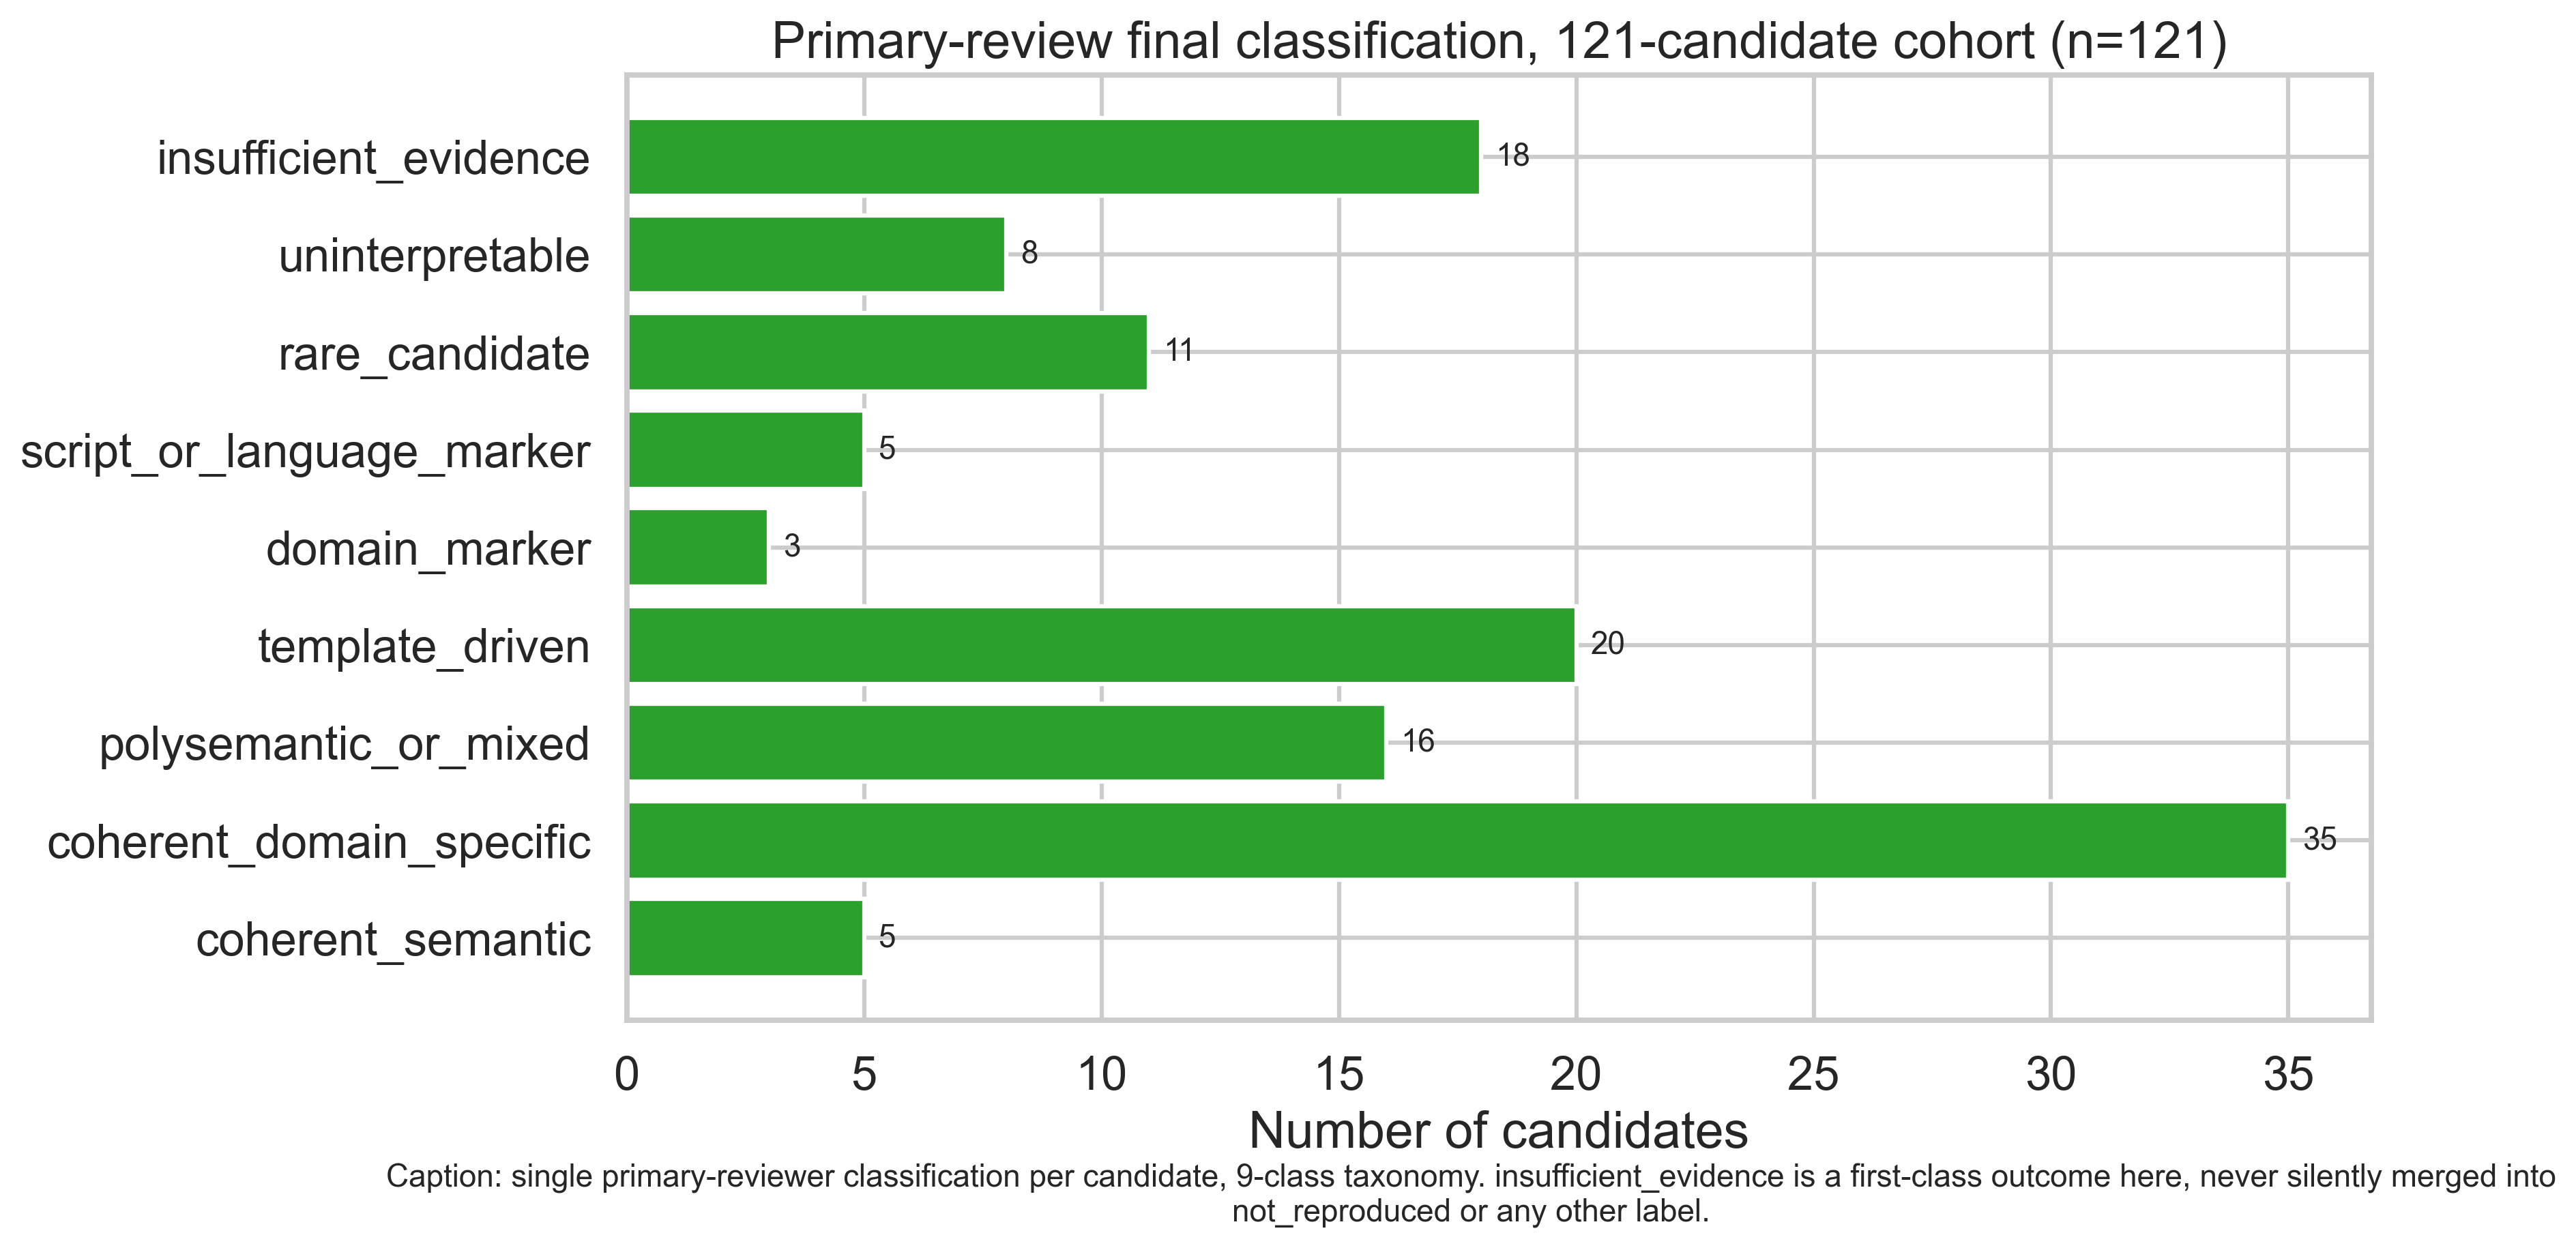 Primary-review final classification, 121-candidate cohort (n=121)
insufficient_evidence
18
uninterpretable
8
rare_candidate
11
script_or_language_marker
5
domain_marker
3
template_driven
20
polysemantic_or_mixed
16
coherent_domain_specific
35
coherent_semantic
5
0 5 10 15 20 25 30 35
Number of candidates
Caption: single primary-reviewer classification per candidate, 9-class taxonomy. insufficient_evidence is a first-class outcome here, never silently merged into
not_reproduced or any other label.